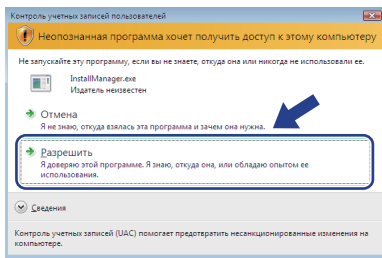 Контроль учетных записей пользователей
Неопознанная программа хочет получить доступ к этому компьютеру
Не запускайте эту программу, если вы не знаете, откуда она или никогда не использовали ее.
InstallManager.exe
Издатель неизвестен
Отмена
Я не знаю, откуда взялась эта программа и зачем она нужна.
Разрешить
Я доверяю этой программе. Я знаю, откуда она, или обладаю опытом ее
использования.
Сведения
Контроль учетных записей (UAC) помогает предотвратить несанкционированные изменения на
компьютере.